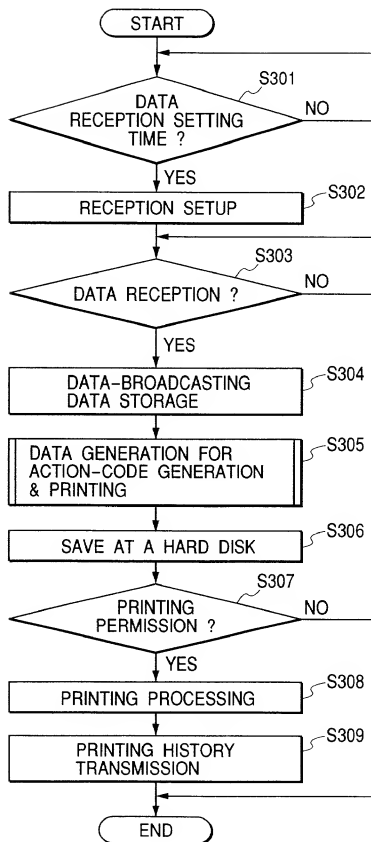 START
S301
DATA
RECEPTION SETTING
TIME ?
NO
YES
S302
RECEPTION SETUP
S303
NO
DATA RECEPTION ?
YES
S304
DATA-BROADCASTING
DATA STORAGE
S305
DATA GENERATION FOR
ACTION-CODE GENERATION
& PRINTING
S306
SAVE AT A HARD DISK
S307
NO
PRINTING
PERMISSION ?
YES
S308
PRINTING PROCESSING
S309
PRINTING HISTORY
TRANSMISSION
END